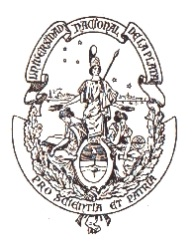 UNIVERSIDAD NACIONAL DE LA PLATA
PRO SCIENTIA ET PATRIA